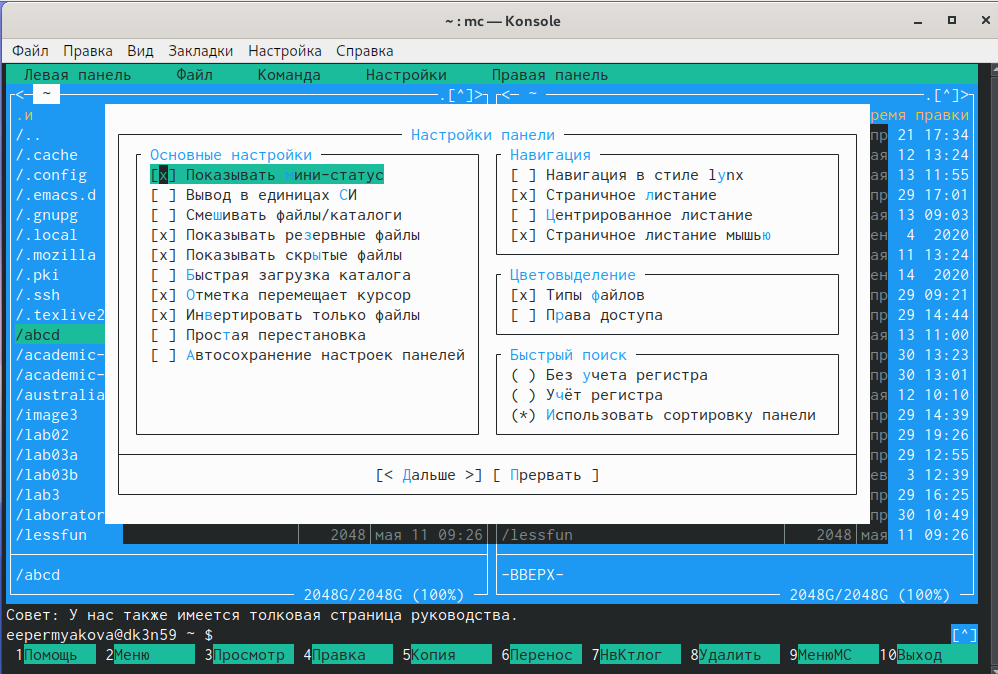 ~ : mc — Konsole
Файл Правка Вид Закладки Настройка Справка
Левая панель Файл Команда Настройки Правая панель
<— ~ .[^]> <— ~ .[^]>
.и ремя правки
/.. пр 21 17:34
/.cache ая 12 13:24
/.config ая 13 11:55
/.emacs.d пр 29 17:01
/.gnupg ая 13 09:03
/.local ен 4 2020
/.mozilla ая 11 13:24
/.pki ен 14 2020
/.ssh пр 29 09:21
/.texlive2 пр 29 14:44
/abcd ая 13 11:00
/academic- пр 30 13:23
/academic- пр 30 13:01
/australia ая 12 10:10
/image3 пр 29 14:39
/lab02 пр 29 19:26
/lab03a пр 29 12:55
/lab03b ев 3 12:39
/lab3 пр 29 16:25
/laborator пр 30 10:49
/lessfun 2048 мая 11 09:26 /lessfun 2048 мая 11 09:26
Настройки панели
Основные настройки
[x] Показывать мини-статус
[ ] Вывод в единицах СИ
[ ] Смешивать файлы/каталоги
[x] Показывать резервные файлы
[x] Показывать скрытые файлы
[ ] Быстрая загрузка каталога
[x] Отметка перемещает курсор
[x] Инвертировать только файлы
[ ] Простая перестановка
[ ] Автосохранение настроек панелей
Навигация
[ ] Навигация в стиле lynx
[x] Страничное листание
[ ] Центрированное листание
[x] Страничное листание мышью
Цветовыделение
[x] Типы файлов
[ ] Права доступа
Быстрый поиск
( ) Без учета регистра
( ) Учёт регистра
(*) Использовать сортировку панели
[< Дальше >] [ Прервать ]
/abcd -ВВЕРХ-
2048G/2048G (100%) 2048G/2048G (100%)
Совет: У нас также имеется толковая страница руководства.
eepermyakova@dk3n59 ~ $ [^]
1Помощь 2Меню 3Просмотр 4Правка 5Копия 6Перенос 7НвКтлог 8Удалить 9МенюMC 10Выход